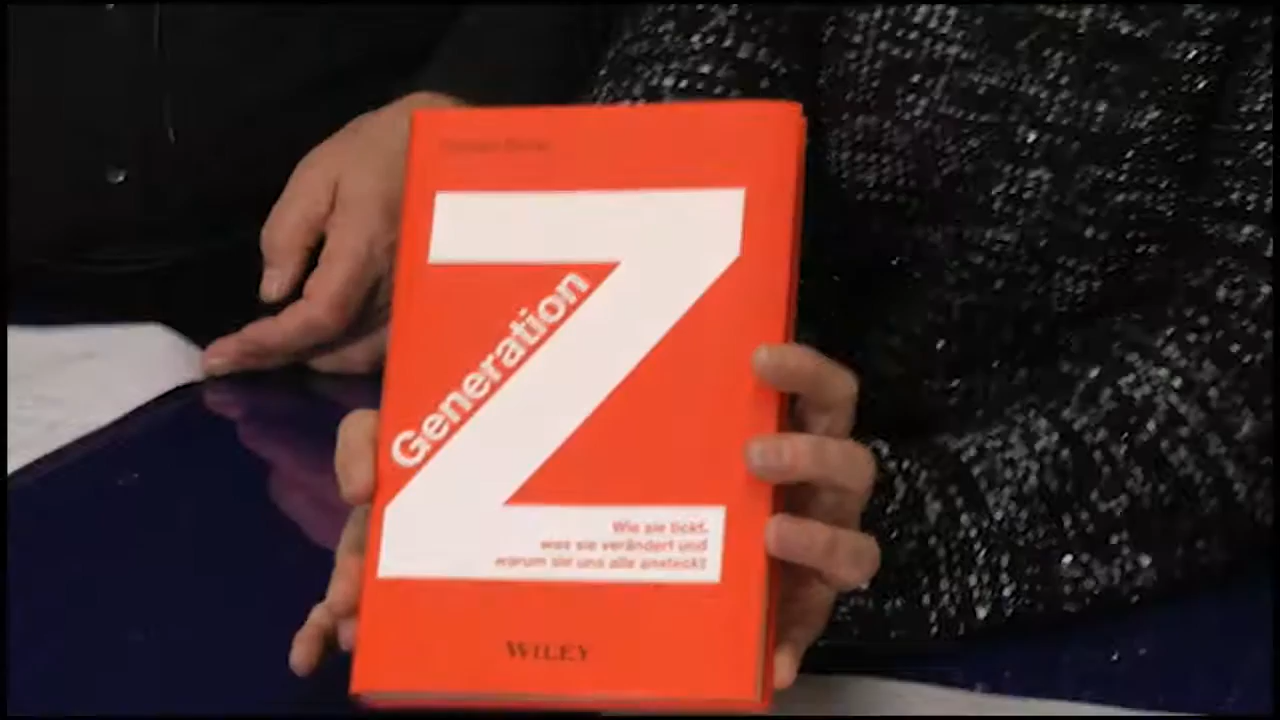 Generation
Z
Wie sie tickt,
was sie verändert und
warum sie uns alle ansteckt
WILEY